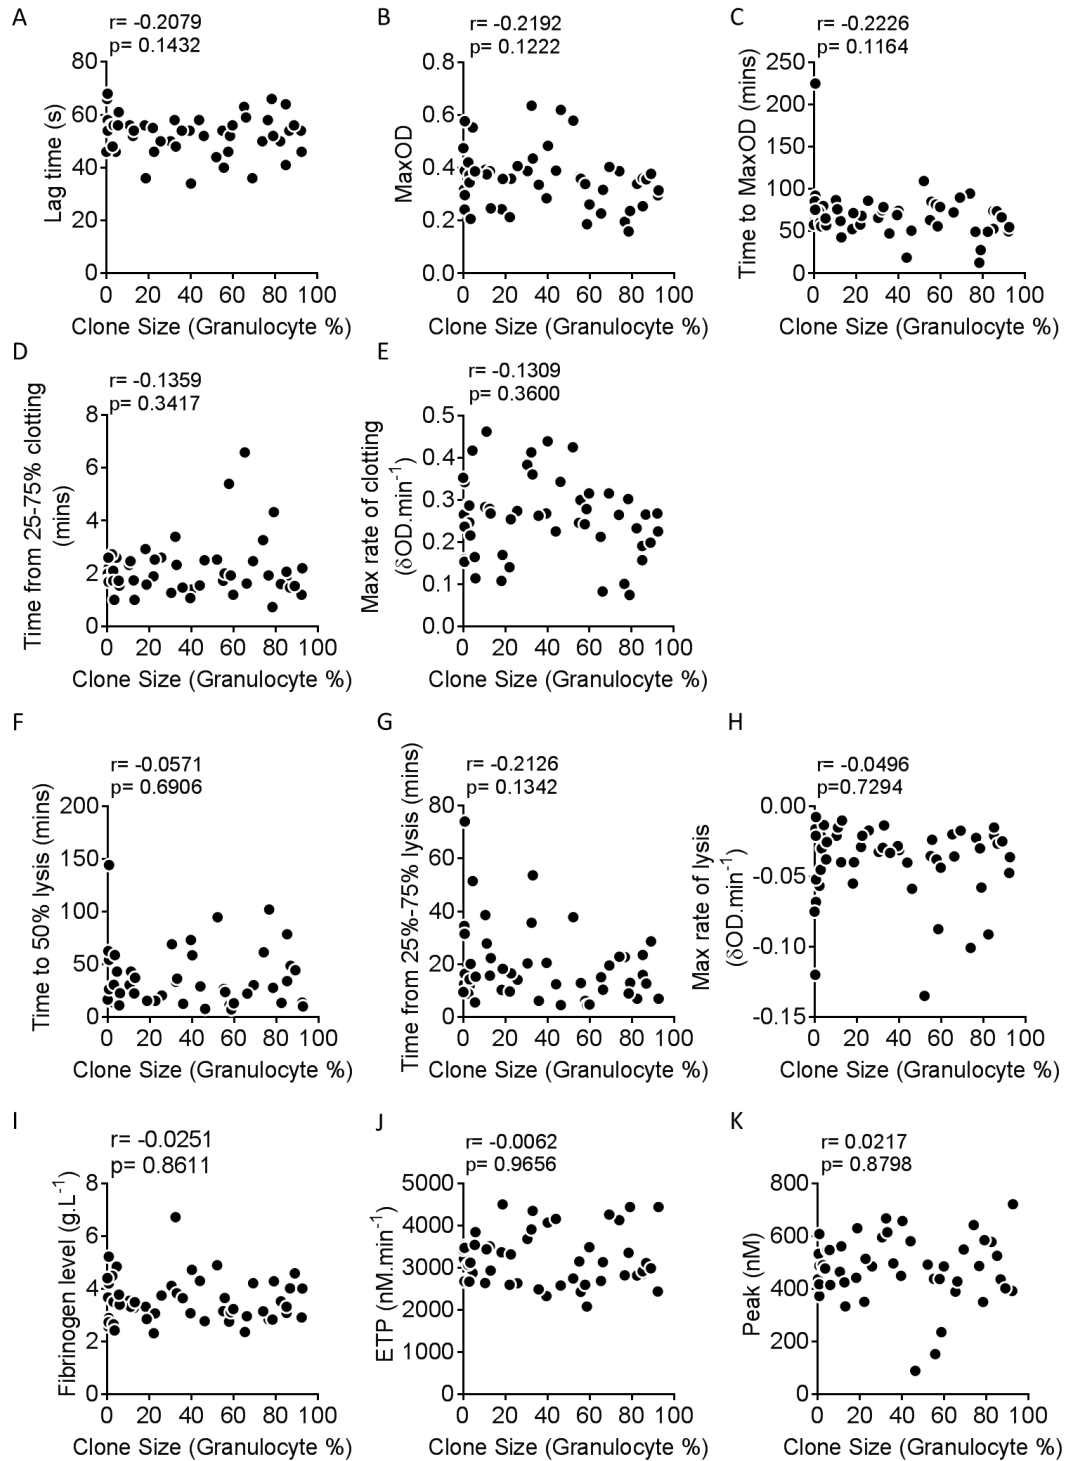 A
r= -0.2079
p= 0.1432
Lag time (s)
80
60
40
20
0
0 20 40 60 80 100
Clone Size (Granulocyte %)
B
r= -0.2192
p= 0.1222
MaxOD
0.8
0.6
0.4
0.2
0.0
0 20 40 60 80 100
Clone Size (Granulocyte %)
C
r= -0.2226
p= 0.1164
Time to MaxOD (mins)
250
200
150
100
50
0
0 20 40 60 80 100
Clone Size (Granulocyte %)
D
r= -0.1359
p= 0.3417
Time from 25-75% clotting
(mins)
8
6
4
2
0
0 20 40 60 80 100
Clone Size (Granulocyte %)
E
r= -0.1309
p= 0.3600
Max rate of clotting
(δOD.min⁻¹)
0.5
0.4
0.3
0.2
0.1
0.0
0 20 40 60 80 100
Clone Size (Granulocyte %)
F
r= -0.0571
p= 0.6906
Time to 50% lysis (mins)
200
150
100
50
0
0 20 40 60 80 100
Clone Size (Granulocyte %)
G
r= -0.2126
p= 0.1342
Time from 25%-75% lysis (mins)
80
60
40
20
0
0 20 40 60 80 100
Clone Size (Granulocyte %)
H
r= -0.0496
p=0.7294
Max rate of lysis
(δOD.min⁻¹)
0.00
-0.05
-0.10
-0.15
0 20 40 60 80 100
Clone Size (Granulocyte %)
I
r= -0.0251
p= 0.8611
Fibrinogen level (g.L⁻¹)
8
6
4
2
0
0 20 40 60 80 100
Clone Size (Granulocyte %)
J
r= -0.0062
p= 0.9656
ETP (nM.min⁻¹)
5000
4000
3000
2000
1000
0
0 20 40 60 80 100
Clone Size (Granulocyte %)
K
r= 0.0217
p= 0.8798
Peak (nM)
800
600
400
200
0
0 20 40 60 80 100
Clone Size (Granulocyte %)